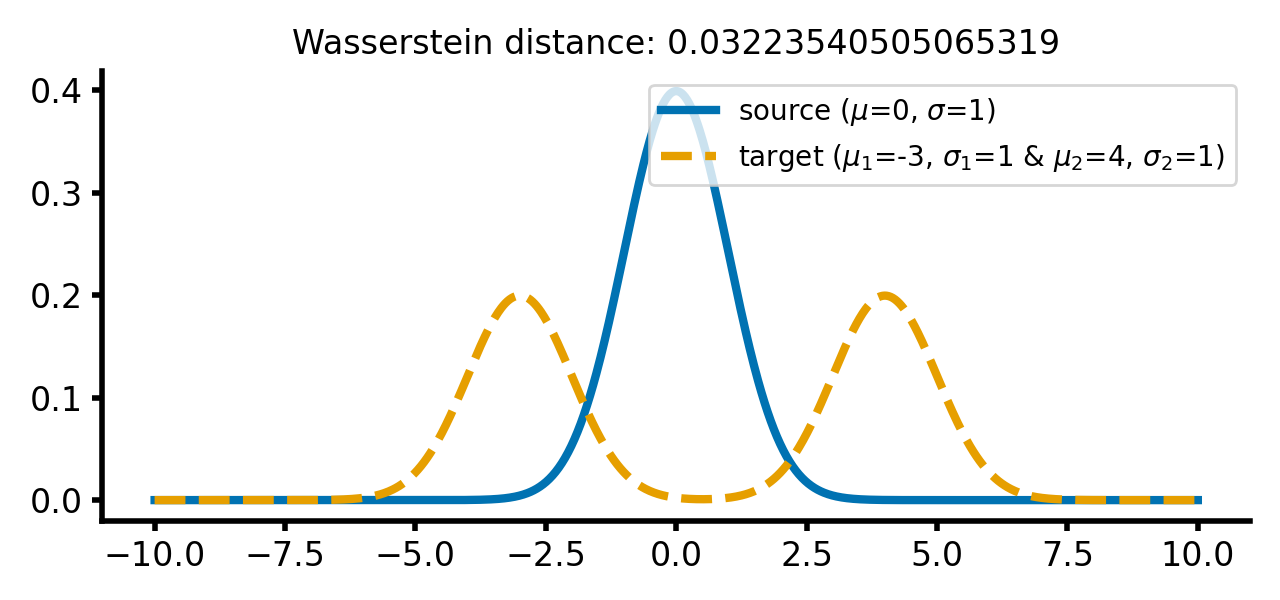 Wasserstein distance: 0.03223540505065319
source (μ=0, σ=1)
target (μ₁=-3, σ₁=1 & μ₂=4, σ₂=1)
0.4
0.3
0.2
0.1
0.0
−10.0 −7.5 −5.0 −2.5 0.0 2.5 5.0 7.5 10.0